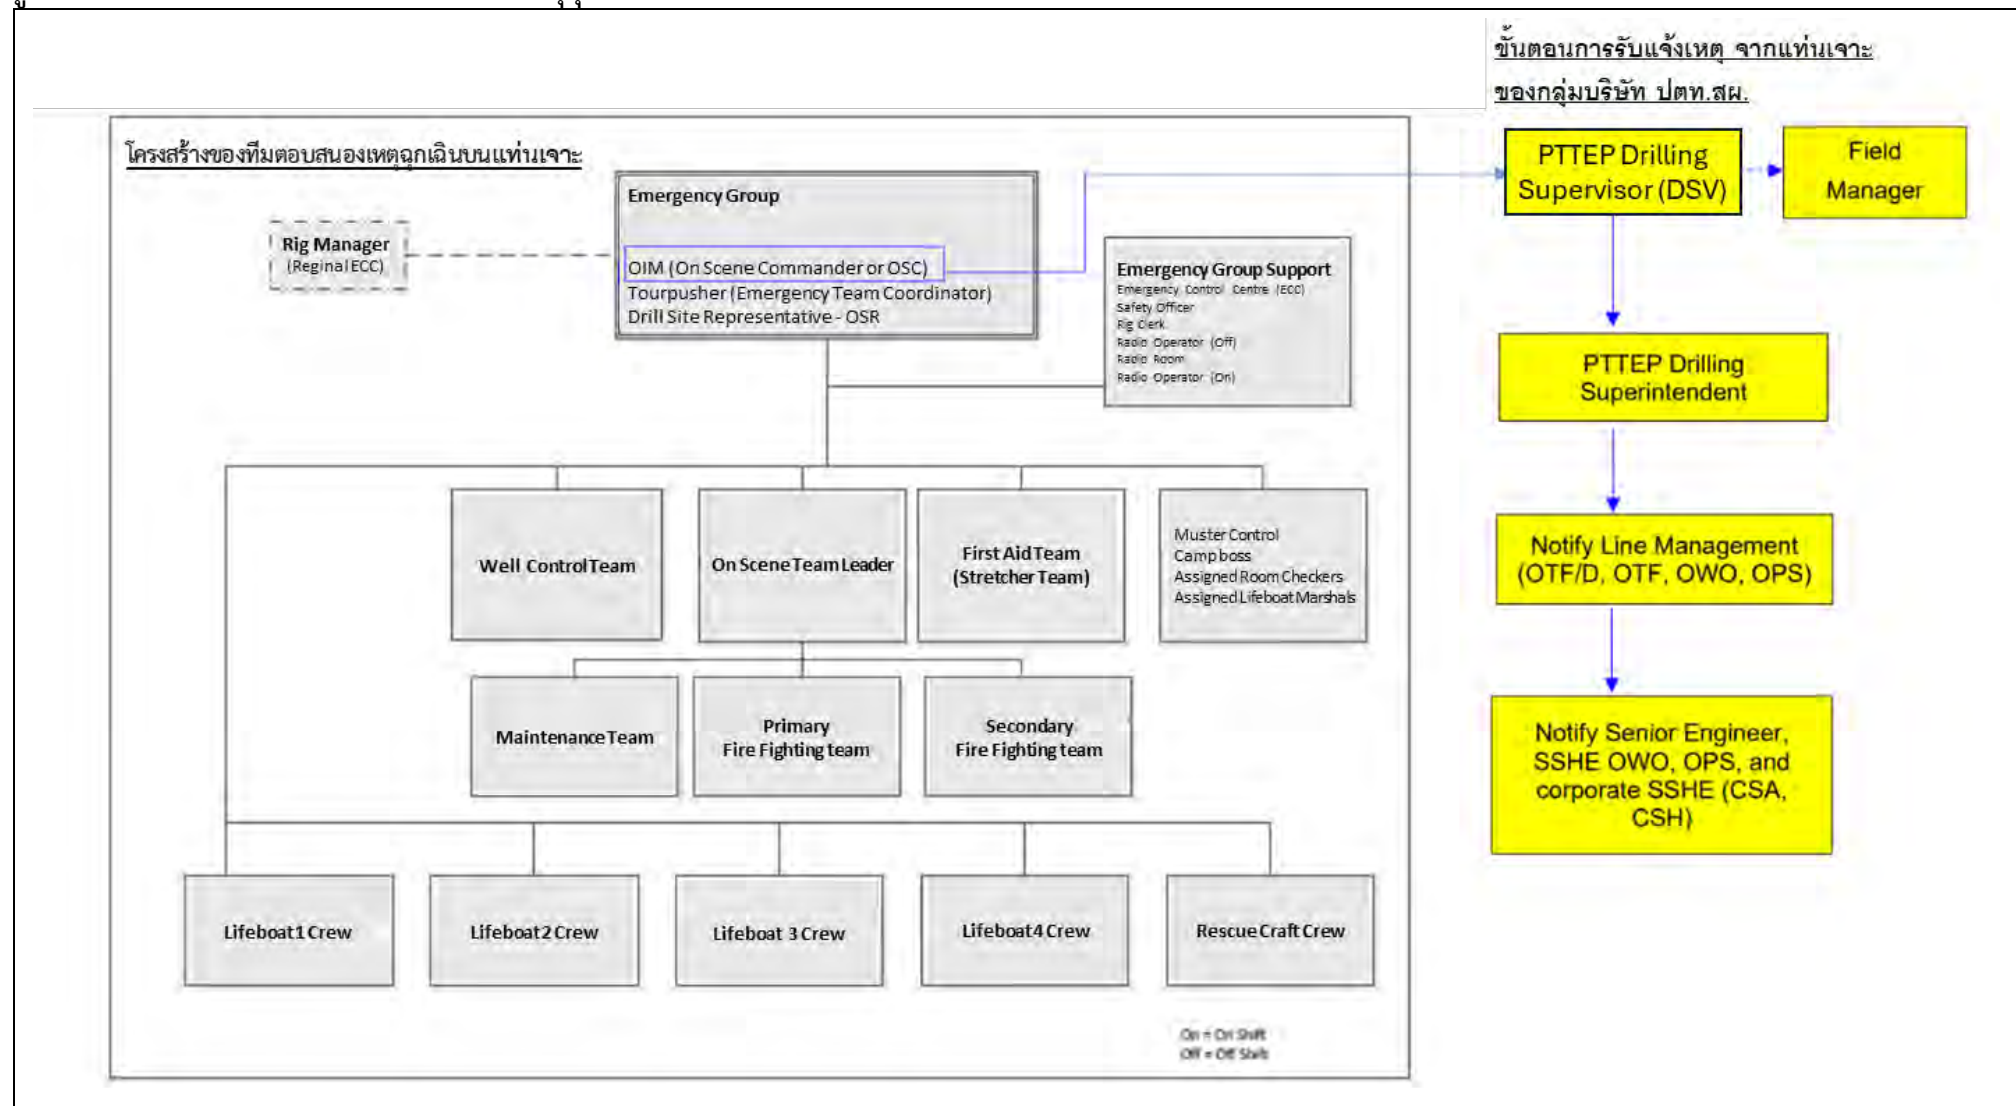 ขั้นตอนการรับแจ้งเหตุ จากแท่นเจาะ
ของกลุ่มบริษัท ปตท.สผ.
โครงสร้างของทีมตอบสนองเหตุฉุกเฉินบนแท่นเจาะ
Emergency Group
OIM (On Scene Commander or OSC)
Tourpusher (Emergency Team Coordinator)
Drill Site Representative - OSR
Rig Manager
(Reginal ECC)
Emergency Group Support
Emergency Control Centre (ECC)
Safety Officer
Rig Clerk
Radio Operator (Off)
Radio Room
Radio Operator (On)
PTTEP Drilling
Supervisor (DSV)
Field
Manager
PTTEP Drilling
Superintendent
Notify Line Management
(OTF/D, OTF, OWO, OPS)
Notify Senior Engineer,
SSHE OWO, OPS, and
corporate SSHE (CSA,
CSH)
Well Control Team
On Scene Team Leader
First Aid Team
(Stretcher Team)
Muster Control
Camp boss
Assigned Room Checkers
Assigned Lifeboat Marshals
Maintenance Team
Primary
Fire Fighting team
Secondary
Fire Fighting team
Lifeboat 1 Crew
Lifeboat 2 Crew
Lifeboat 3 Crew
Lifeboat 4 Crew
Rescue Craft Crew
On = On Shift
Off = Off Shift